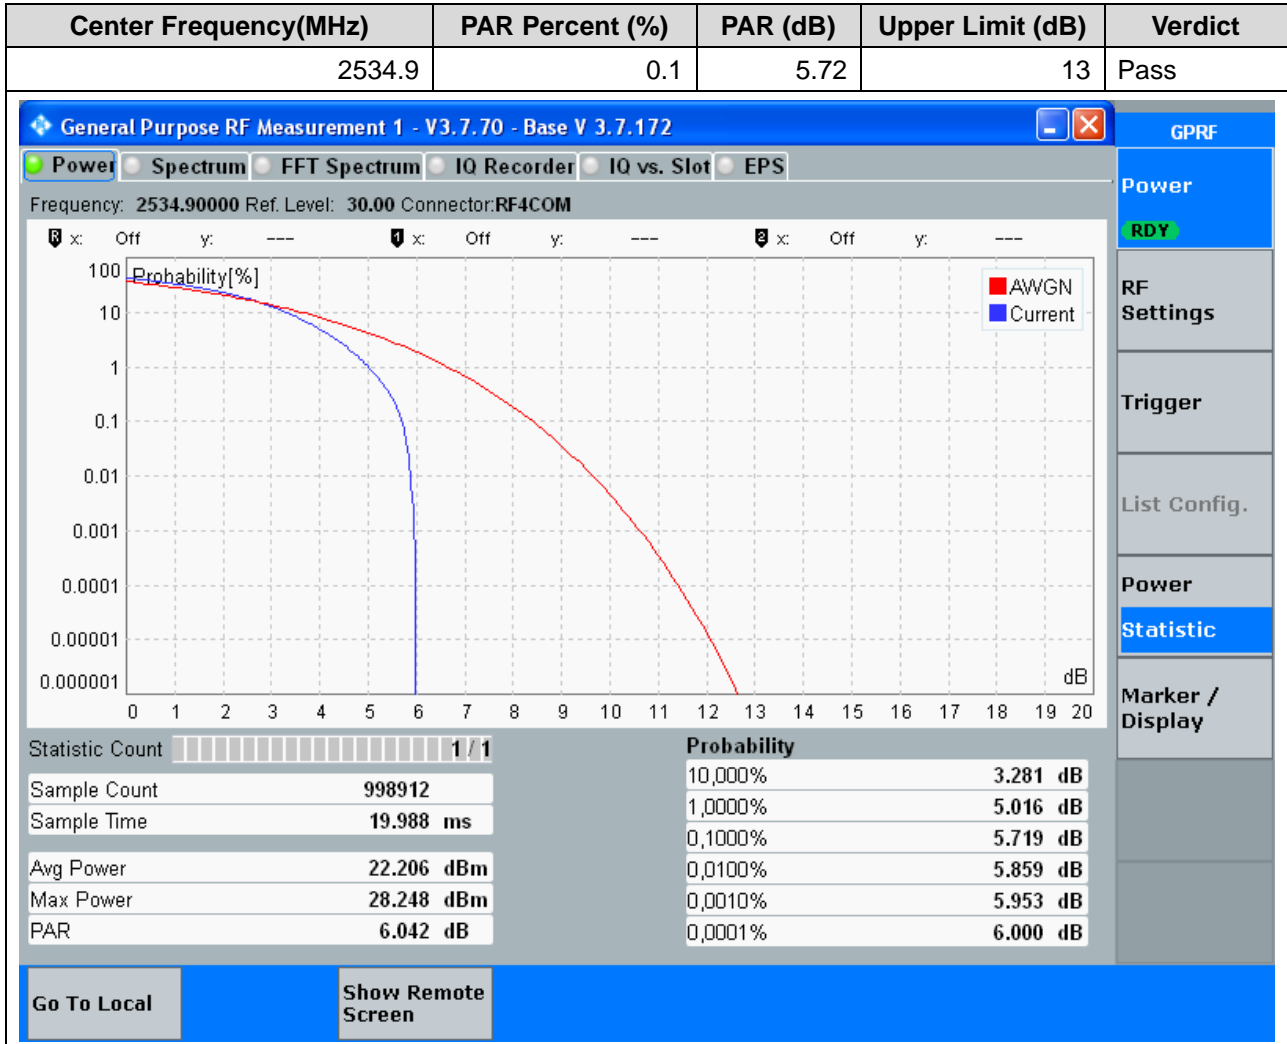 Center Frequency(MHz) PAR Percent (%) PAR (dB) Upper Limit (dB) Verdict
2534.9 0.1 5.72 13 Pass
General Purpose RF Measurement 1 - V3.7.70 - Base V 3.7.172
GPRF
Power Spectrum FFT Spectrum IQ Recorder IQ vs. Slot EPS
Power
RDY
Frequency: 2534.90000 Ref. Level: 30.00 Connector:RF4COM
R x: Off y: --- 1 x: Off y: --- 2 x: Off y: ---
Probability[%]
AWGN
Current
100
10
1
0.1
0.01
0.001
0.0001
0.00001
0.000001
dB
0 1 2 3 4 5 6 7 8 9 10 11 12 13 14 15 16 17 18 19 20
RF
Settings
Trigger
List Config.
Power
Statistic
Marker /
Display
Statistic Count 1 / 1
Sample Count 998912
Sample Time 19.988 ms
Avg Power 22.206 dBm
Max Power 28.248 dBm
PAR 6.042 dB
Probability
10,000% 3.281 dB
1,0000% 5.016 dB
0,1000% 5.719 dB
0,0100% 5.859 dB
0,0010% 5.953 dB
0,0001% 6.000 dB
Go To Local
Show Remote
Screen